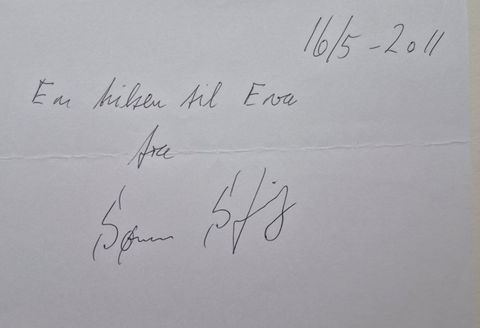 16/5-2011
En hilsen til Eva
fra
Søren